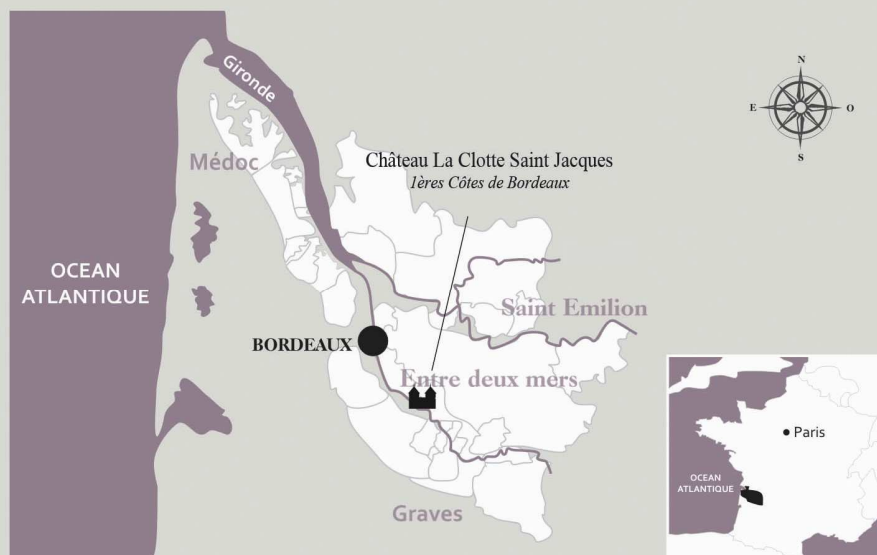 Gironde
N
E
O
S
Médoc
Château La Clotte Saint Jacques
1ères Côtes de Bordeaux
OCEAN
ATLANTIQUE
Saint Emilion
BORDEAUX
Entre deux mers
Graves
Paris
OCEAN
ATLANTIQUE